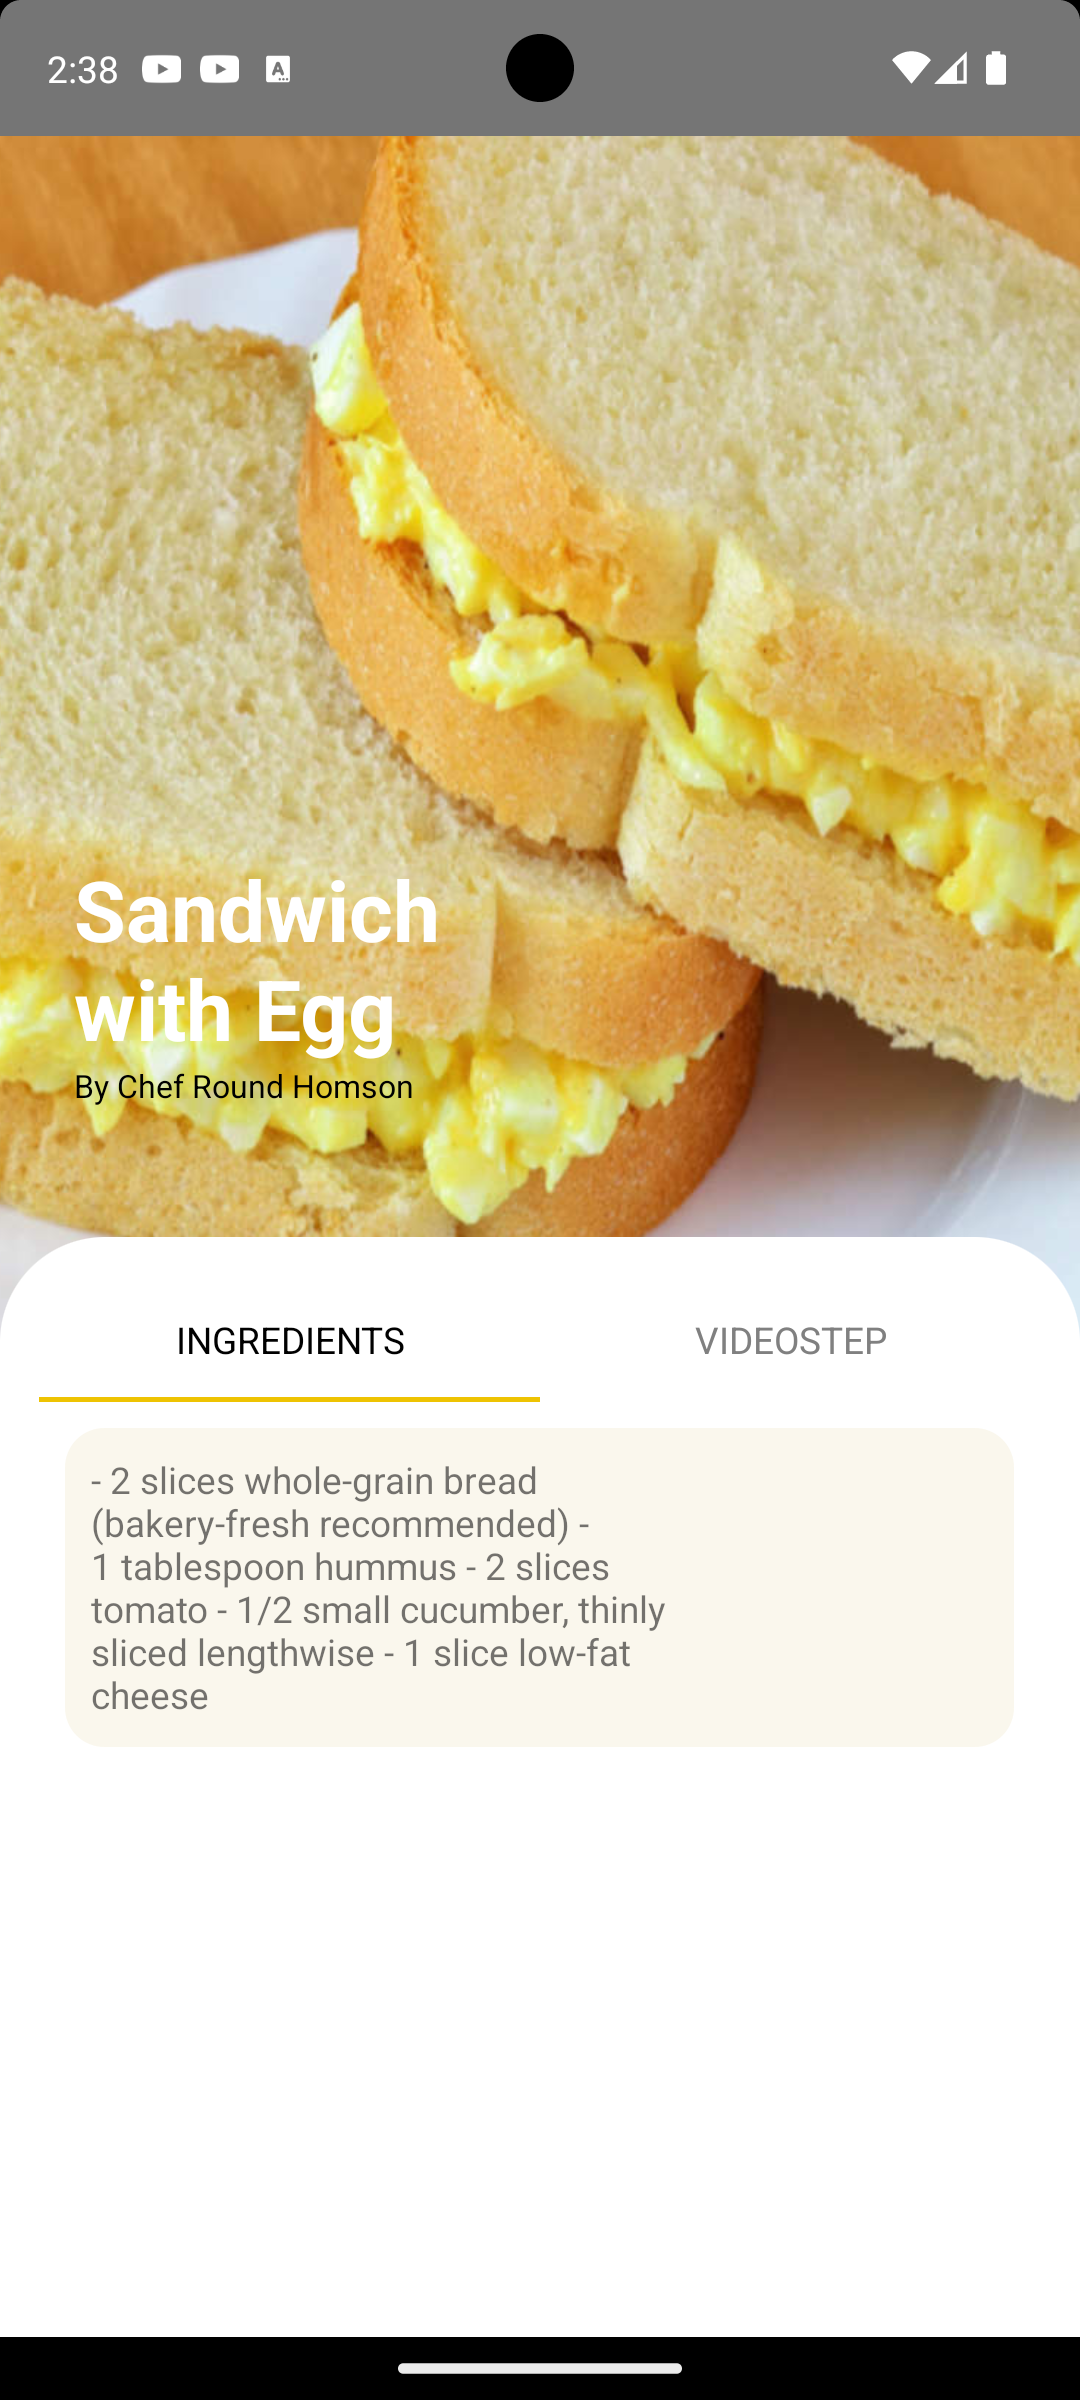 2:38
Sandwich
with Egg
By Chef Round Homson
INGREDIENTS
VIDEOSTEP
- 2 slices whole-grain bread
(bakery-fresh recommended) -
1 tablespoon hummus - 2 slices
tomato - 1/2 small cucumber, thinly
sliced lengthwise - 1 slice low-fat
cheese